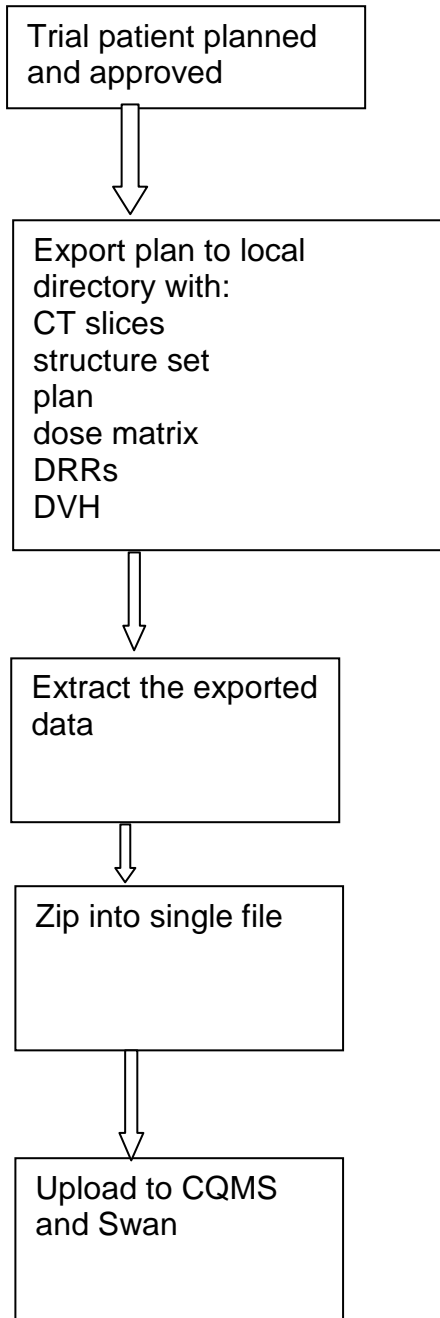 Trial patient planned
and approved
Export plan to local
directory with:
CT slices
structure set
plan
dose matrix
DRRs
DVH
Extract the exported
data
Zip into single file
Upload to CQMS
and Swan